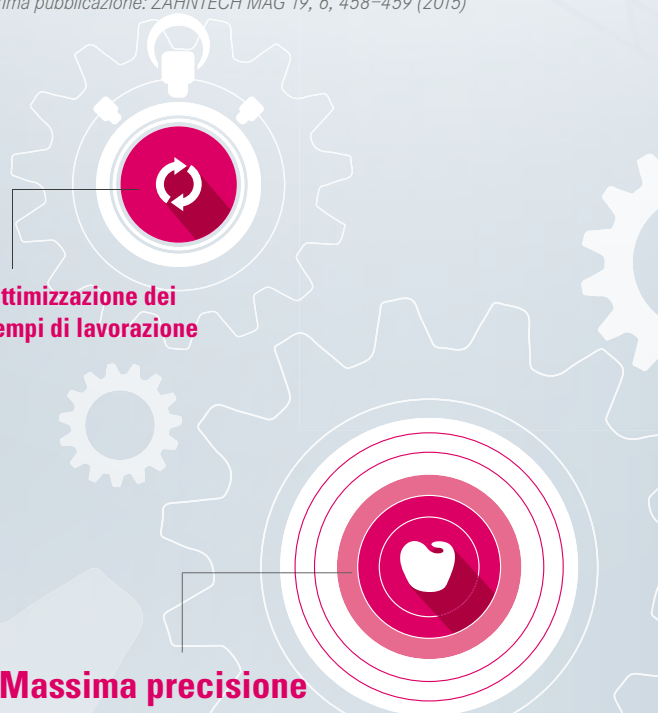 ima pubblicazione: ZAHNTECH MAG 19, 6, 458–459 (2015)
ttimizzazione dei
empi di lavorazione
Massima precisione